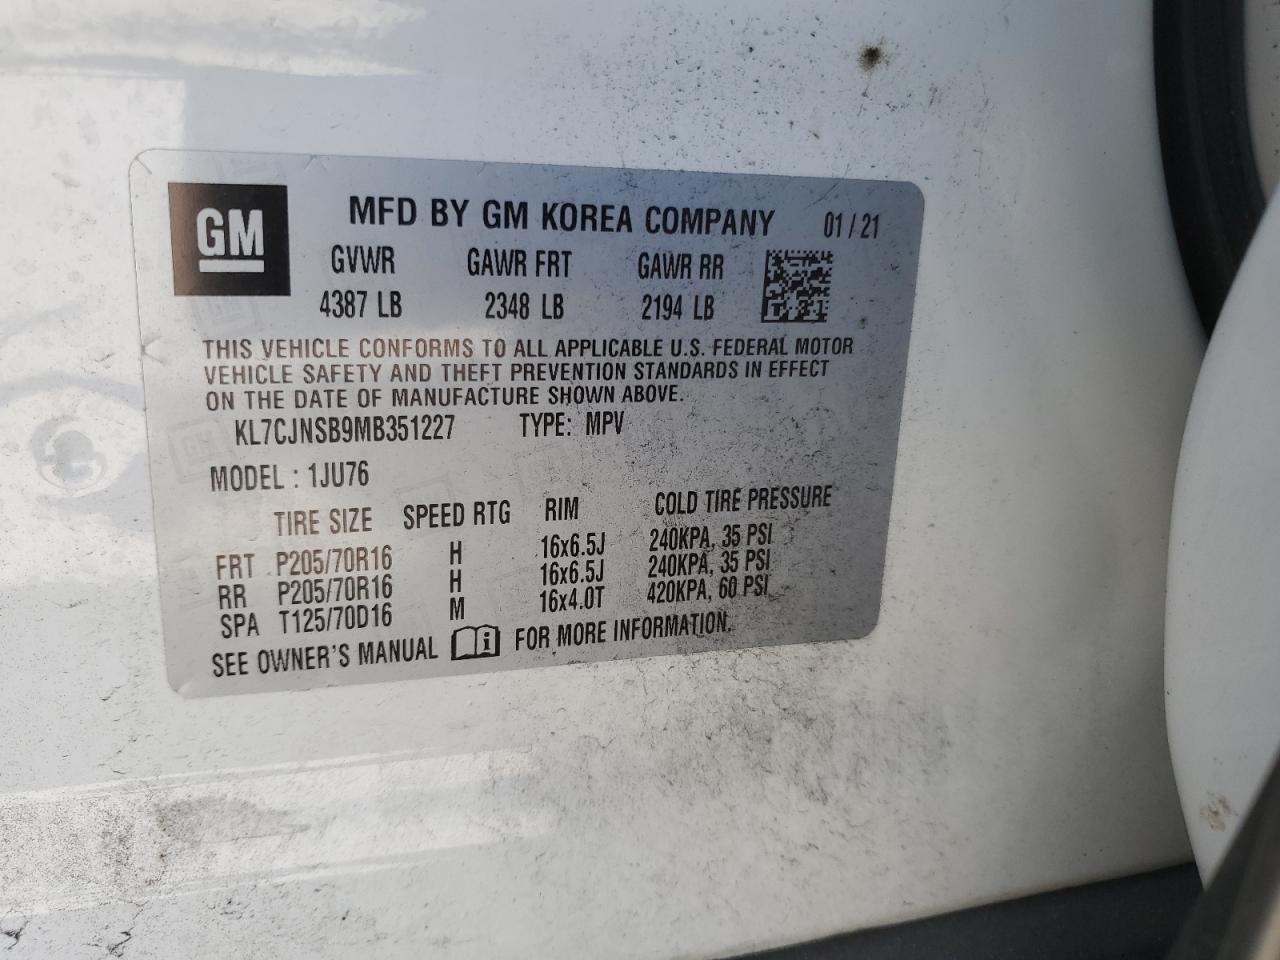 GM
MFD BY GM KOREA COMPANY 01 / 21
GVWR GAWR FRT GAWR RR
4387 LB 2348 LB 2194 LB
THIS VEHICLE CONFORMS TO ALL APPLICABLE U.S. FEDERAL MOTOR
VEHICLE SAFETY AND THEFT PREVENTION STANDARDS IN EFFECT
ON THE DATE OF MANUFACTURE SHOWN ABOVE.
KL7CJNSB9MB351227 TYPE: MPV
MODEL : 1JU76
TIRE SIZE SPEED RTG RIM COLD TIRE PRESSURE
FRT P205/70R16 H 16x6.5J 240KPA, 35 PSI
RR P205/70R16 H 16x6.5J 240KPA, 35 PSI
SPA T125/70D16 M 16x4.0T 420KPA, 60 PSI
SEE OWNER'S MANUAL i FOR MORE INFORMATION.